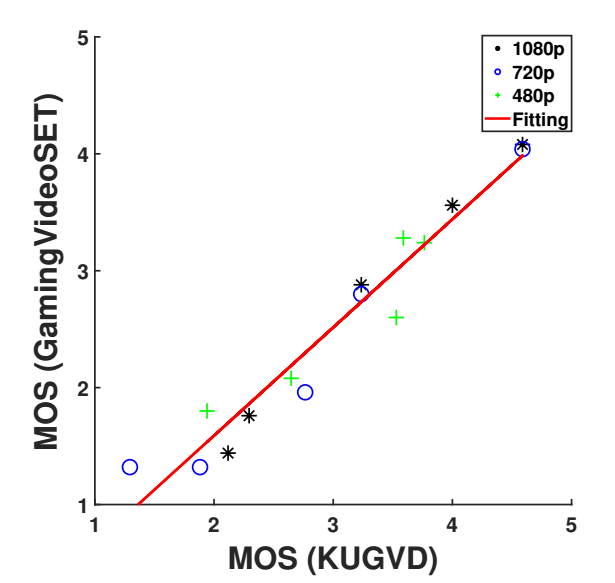 1080p
720p
480p
Fitting
5
4
3
2
1
MOS (GamingVideoSET)
1 2 3 4 5
MOS (KUGVD)